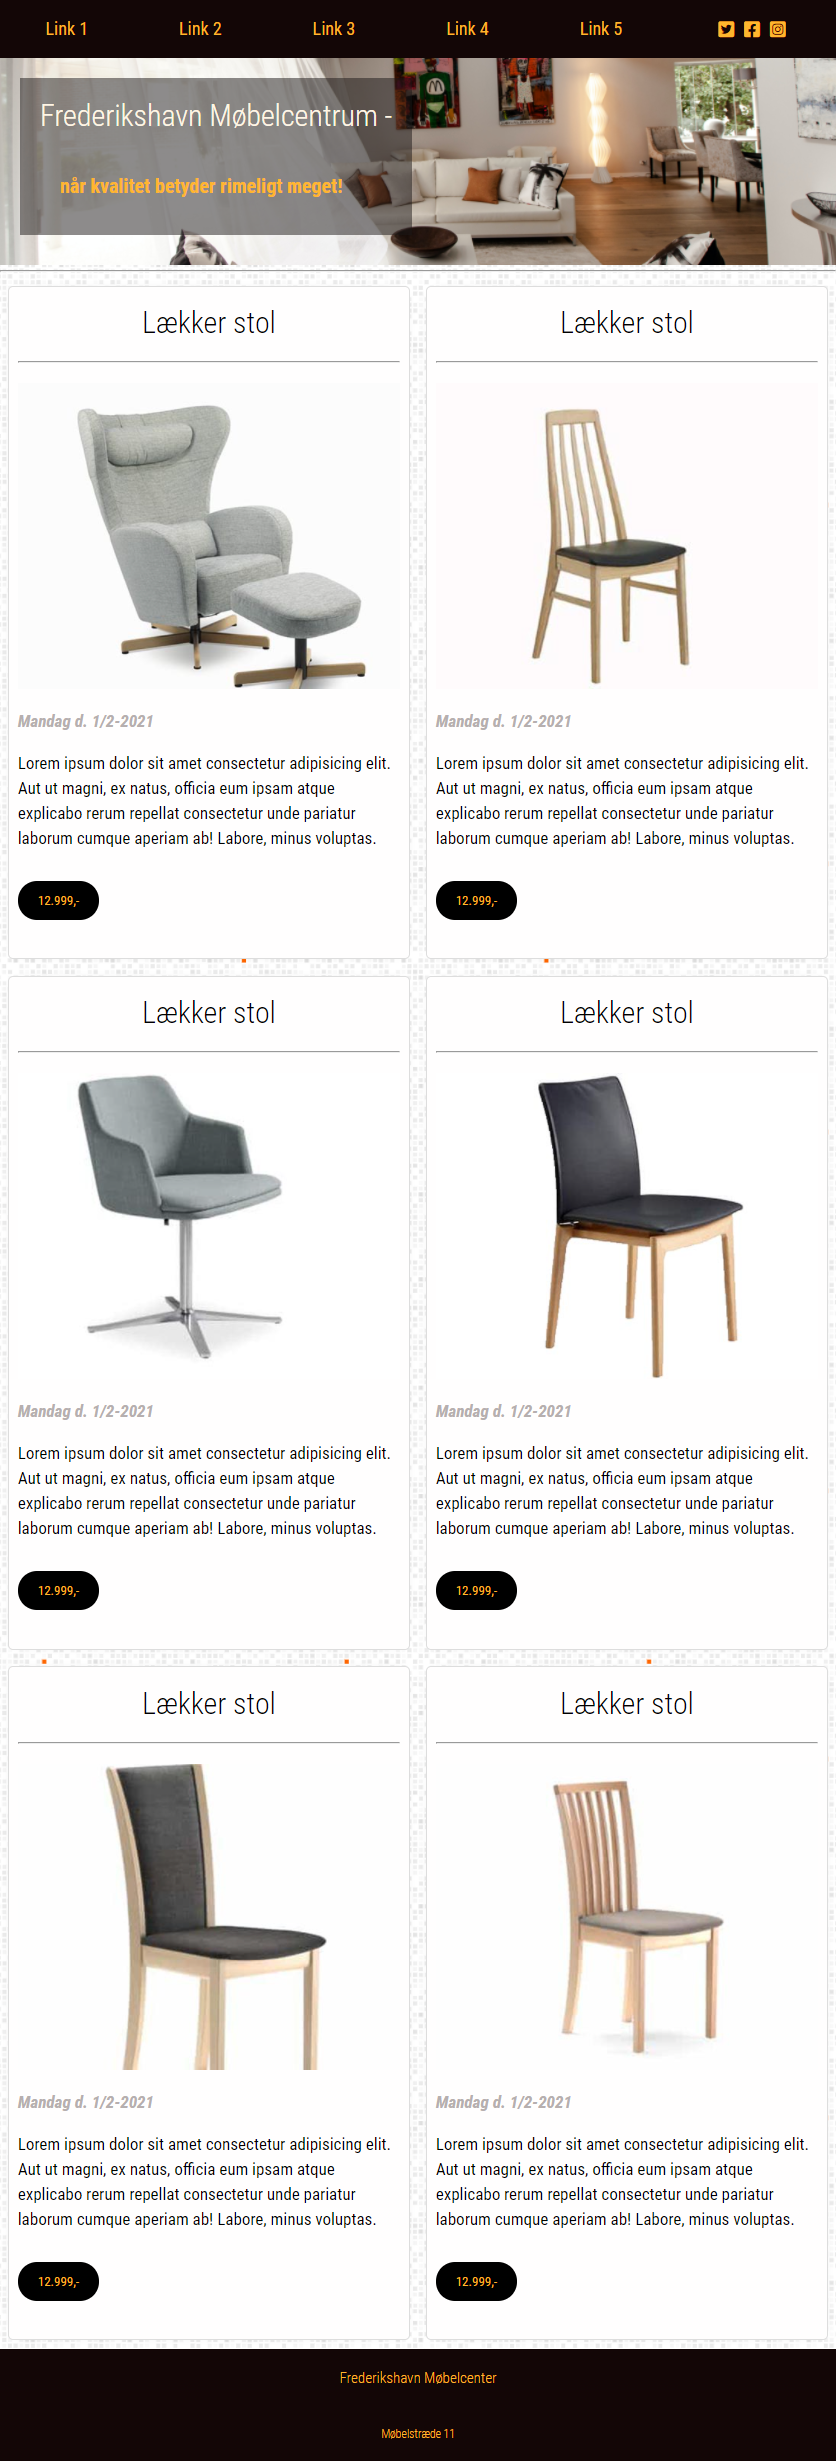 Link 1 Link 2 Link 3 Link 4 Link 5
Frederikshavn Møbelcentrum -
når kvalitet betyder rimeligt meget!
Lækker stol
Mandag d. 1/2-2021
Lorem ipsum dolor sit amet consectetur adipisicing elit.
Aut ut magni, ex natus, officia eum ipsam atque
explicabo rerum repellat consectetur unde pariatur
laborum cumque aperiam ab! Labore, minus voluptas.
12.999,-
Lækker stol
Mandag d. 1/2-2021
Lorem ipsum dolor sit amet consectetur adipisicing elit.
Aut ut magni, ex natus, officia eum ipsam atque
explicabo rerum repellat consectetur unde pariatur
laborum cumque aperiam ab! Labore, minus voluptas.
12.999,-
Lækker stol
Mandag d. 1/2-2021
Lorem ipsum dolor sit amet consectetur adipisicing elit.
Aut ut magni, ex natus, officia eum ipsam atque
explicabo rerum repellat consectetur unde pariatur
laborum cumque aperiam ab! Labore, minus voluptas.
12.999,-
Lækker stol
Mandag d. 1/2-2021
Lorem ipsum dolor sit amet consectetur adipisicing elit.
Aut ut magni, ex natus, officia eum ipsam atque
explicabo rerum repellat consectetur unde pariatur
laborum cumque aperiam ab! Labore, minus voluptas.
12.999,-
Lækker stol
Mandag d. 1/2-2021
Lorem ipsum dolor sit amet consectetur adipisicing elit.
Aut ut magni, ex natus, officia eum ipsam atque
explicabo rerum repellat consectetur unde pariatur
laborum cumque aperiam ab! Labore, minus voluptas.
12.999,-
Lækker stol
Mandag d. 1/2-2021
Lorem ipsum dolor sit amet consectetur adipisicing elit.
Aut ut magni, ex natus, officia eum ipsam atque
explicabo rerum repellat consectetur unde pariatur
laborum cumque aperiam ab! Labore, minus voluptas.
12.999,-
Frederikshavn Møbelcenter
Møbelstræde 11